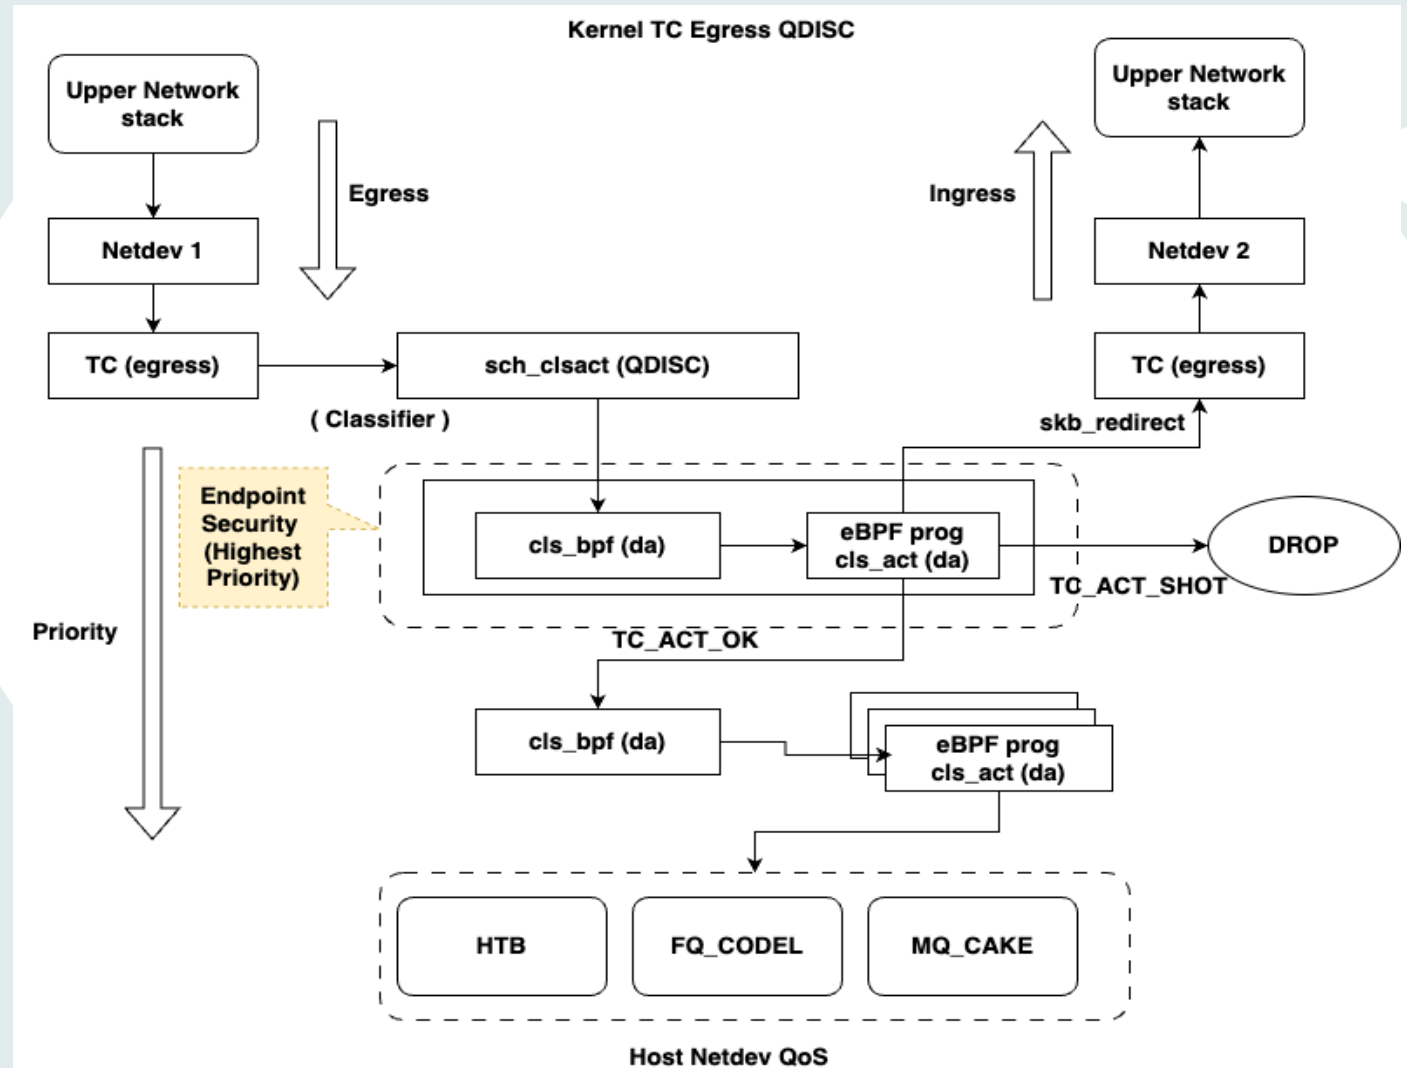 Kernel TC Egress QDISC
Upper Network
stack
Egress
Netdev 1
TC (egress)
sch_clsact (QDISC)
( Classifier )
Upper Network
stack
Ingress
Netdev 2
TC (egress)
skb_redirect
Endpoint
Security
(Highest
Priority)
cls_bpf (da)
eBPF prog
cls_act (da)
DROP
TC_ACT_SHOT
Priority
TC_ACT_OK
cls_bpf (da)
eBPF prog
cls_act (da)
HTB
FQ_CODEL
MQ_CAKE
Host Netdev QoS